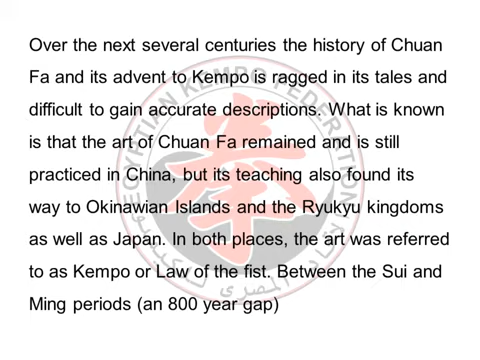 Over the next several centuries the history of Chuan
Fa and its advent to Kempo is ragged in its tales and
difficult to gain accurate descriptions. What is known
is that the art of Chuan Fa remained and is still
practiced in China, but its teaching also found its
way to Okinawian Islands and the Ryukyu kingdoms
as well as Japan. In both places, the art was referred
to as Kempo or Law of the fist. Between the Sui and
Ming periods (an 800 year gap)
EGYPTIAN KEMPO FEDERATION